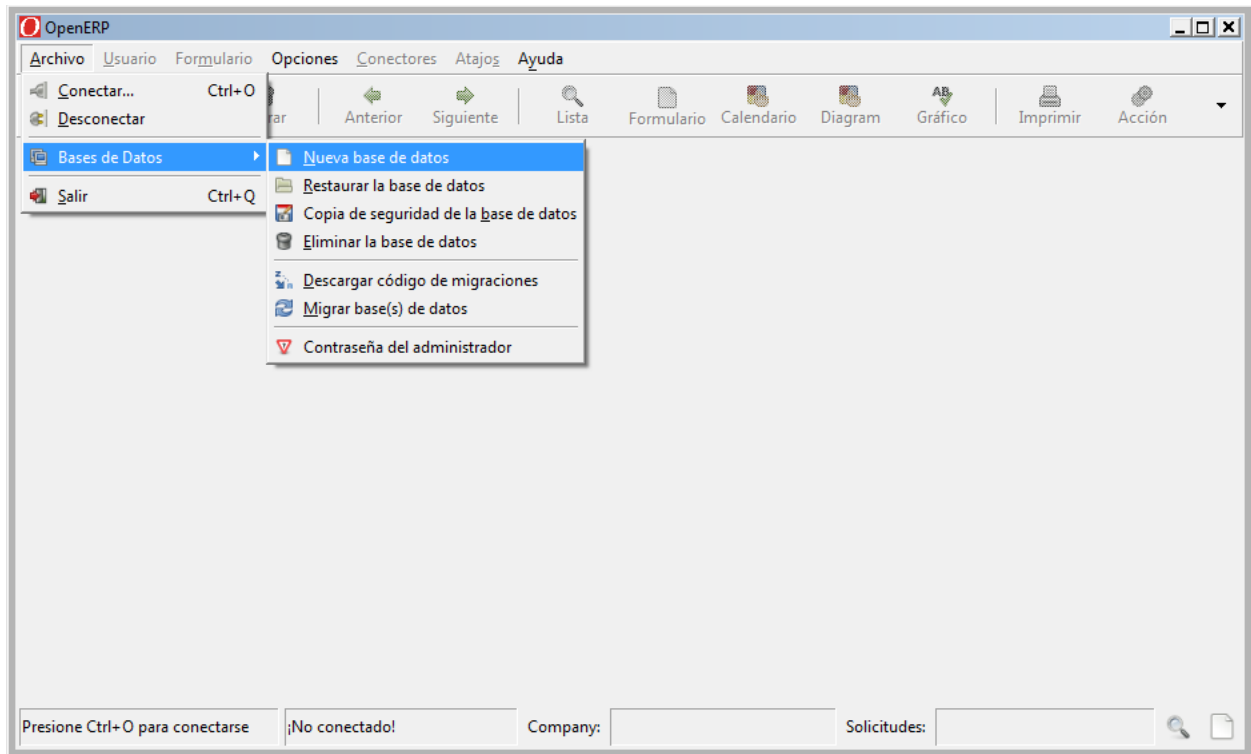 OpenERP
Archivo Usuario Formulario Opciones Conectores Atajos Ayuda
Conectar... Ctrl+O
Desconectar
Bases de Datos
Salir Ctrl+Q
Anterior Siguiente Lista Formulario Calendario Diagram Gráfico Imprimir Acción
Nueva base de datos
Restaurar la base de datos
Copia de seguridad de la base de datos
Eliminar la base de datos
Descargar código de migraciones
Migrar base(s) de datos
Contraseña del administrador
Presione Ctrl+O para conectarse ¡No conectado! Company: Solicitudes: